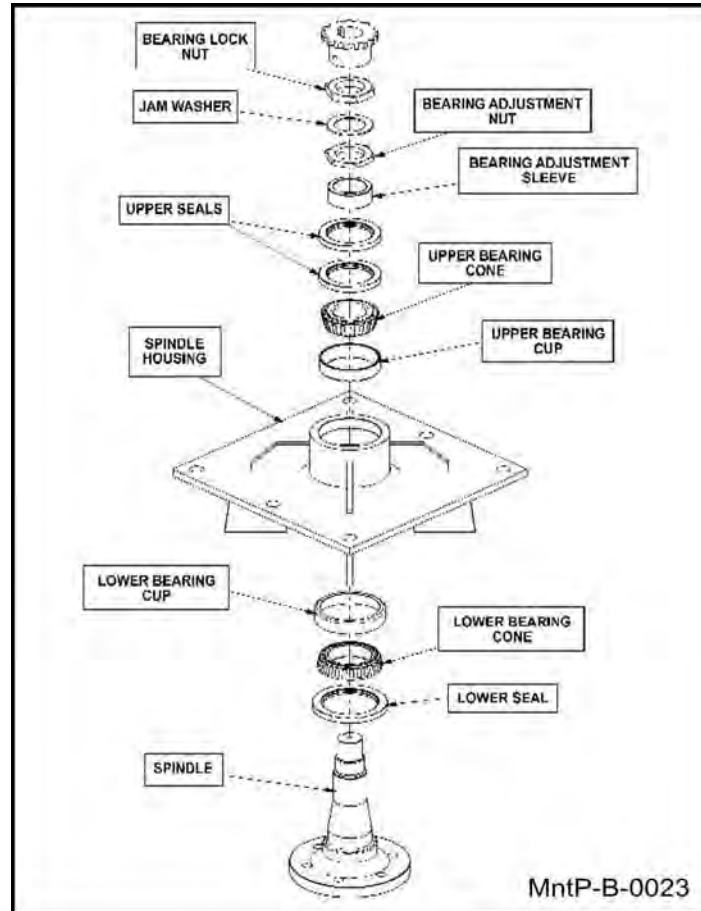 BEARING LOCK
NUT
JAM WASHER
BEARING ADJUSTMENT
NUT
BEARING ADJUSTMENT
SLEEVE
UPPER SEALS
UPPER BEARING
CONE
UPPER BEARING
CUP
SPINDLE
HOUSING
LOWER BEARING
CUP
LOWER BEARING
CONE
LOWER SEAL
SPINDLE
MntP-B-0023